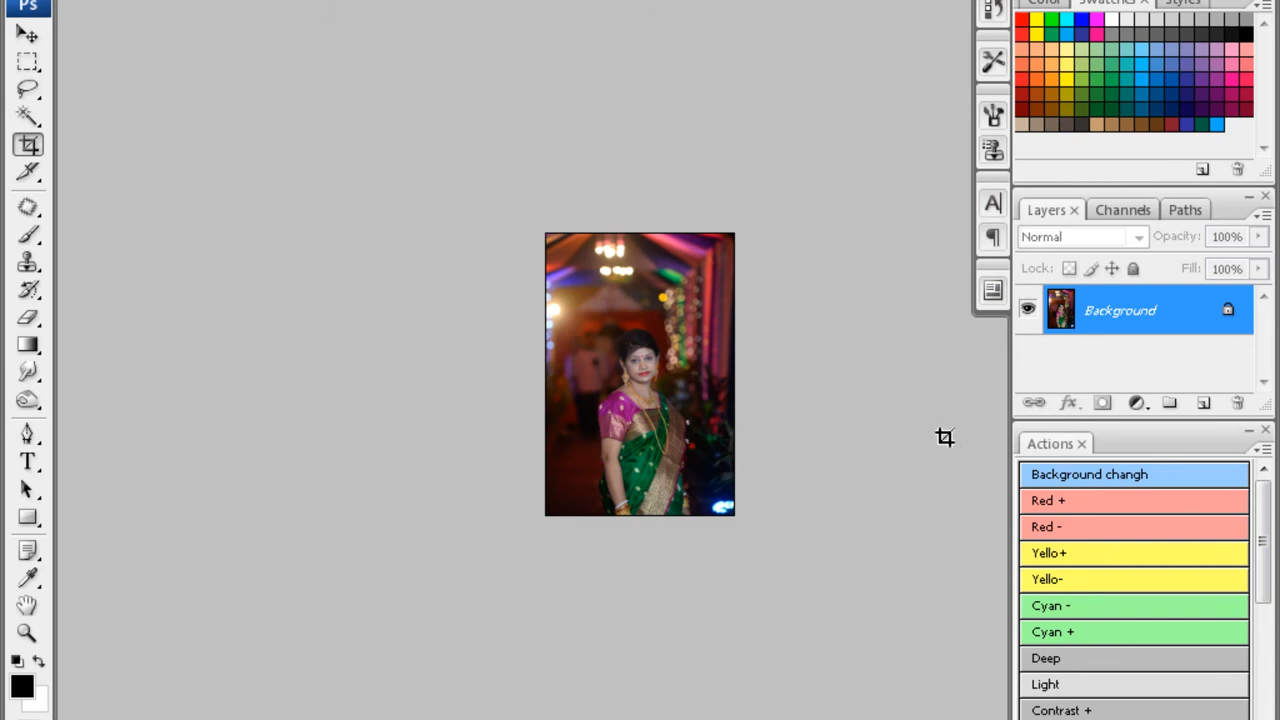 Ps
Color Swatches × Styles
Layers × Channels Paths
Normal Opacity: 100%
Lock: Fill: 100%
Background
Actions ×
Background changh
Red +
Red -
Yello+
Yello-
Cyan -
Cyan +
Deep
Light
Contrast +